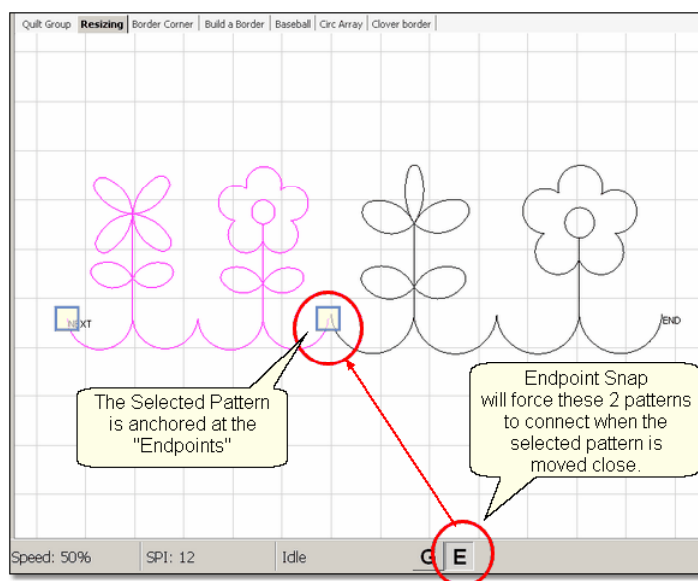 Quilt Group Resizing Border Corner Build a Border Baseball Circ Array Clover border
NEXT
END
The Selected Pattern
is anchored at the
"Endpoints"
Endpoint Snap
will force these 2 patterns
to connect when the
selected pattern is
moved close.
Speed: 50% SPI: 12 Idle G E